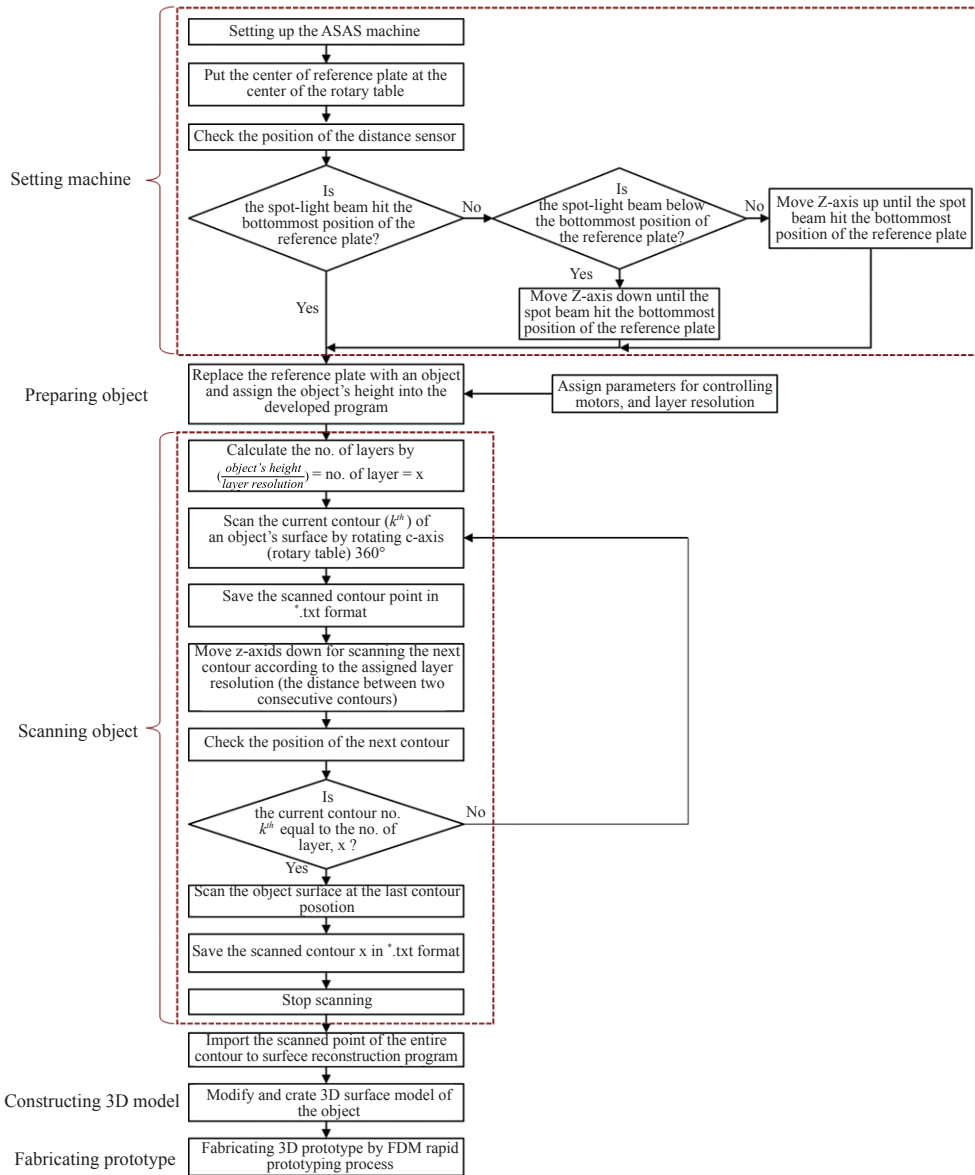 Setting up the ASAS machine
Put the center of reference plate at the
center of the rotary table
Check the position of the distance sensor
Setting machine
Is
the spot-light beam hit the
bottommost position of the
reference plate?
No
Is
the spot-light beam below
the bottommost position of
the reference plate?
No
Move Z-axis up until the spot
beam hit the bottommost
position of the reference plate
Yes
Yes
Move Z-axis down until the
spot beam hit the bottommost
position of the reference plate
Preparing object
Replace the reference plate with an object
and assign the object's height into the
developed program
Assign parameters for controlling
motors, and layer resolution
Calculate the no. of layers by
(object's height / layer resolution) = no. of layer = x
Scan the current contour (kth) of
an object's surface by rotating c-axis
(rotary table) 360°
Save the scanned contour point in
*.txt format
Move z-axids down for scanning the next
contour according to the assigned layer
resolution (the distance between two
consecutive contours)
Scanning object
Check the position of the next contour
Is
the current contour no.
kth equal to the no. of
layer, x ?
No
Yes
Scan the object surface at the last contour
posotion
Save the scanned contour x in *.txt format
Stop scanning
Import the scanned point of the entire
contour to surfece reconstruction program
Constructing 3D model
Modify and crate 3D surface model of
the object
Fabricating prototype
Fabricating 3D prototype by FDM rapid
prototyping process